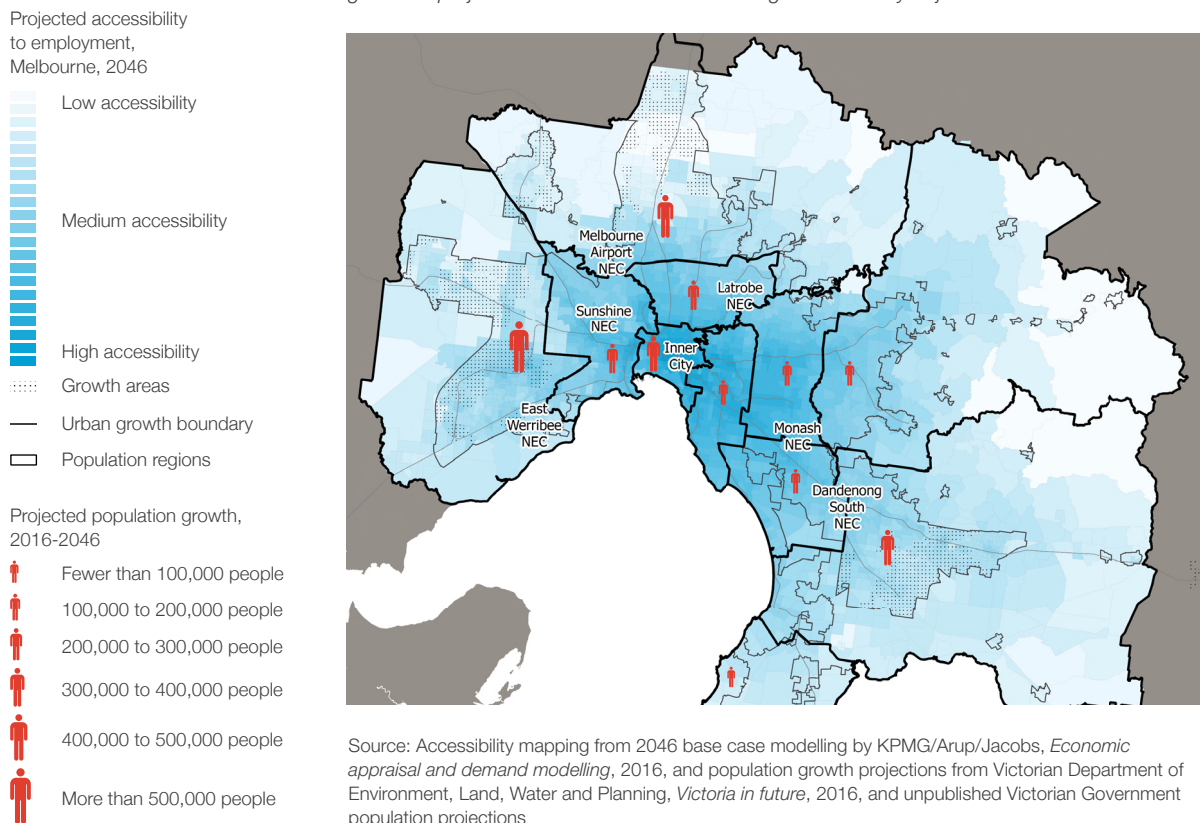 Projected accessibility
to employment,
Melbourne, 2046
Low accessibility
Medium accessibility
High accessibility
Growth areas
Urban growth boundary
Population regions
Projected population growth,
2016-2046
Fewer than 100,000 people
100,000 to 200,000 people
200,000 to 300,000 people
300,000 to 400,000 people
400,000 to 500,000 people
More than 500,000 people
Melbourne
Airport
NEC
Latrobe
NEC
Sunshine
NEC
Inner
City
East
Werribee
NEC
Monash
NEC
Dandenong
South
NEC
Source: Accessibility mapping from 2046 base case modelling by KPMG/Arup/Jacobs, Economic
appraisal and demand modelling, 2016, and population growth projections from Victorian Department of
Environment, Land, Water and Planning, Victoria in future, 2016, and unpublished Victorian Government
population projections